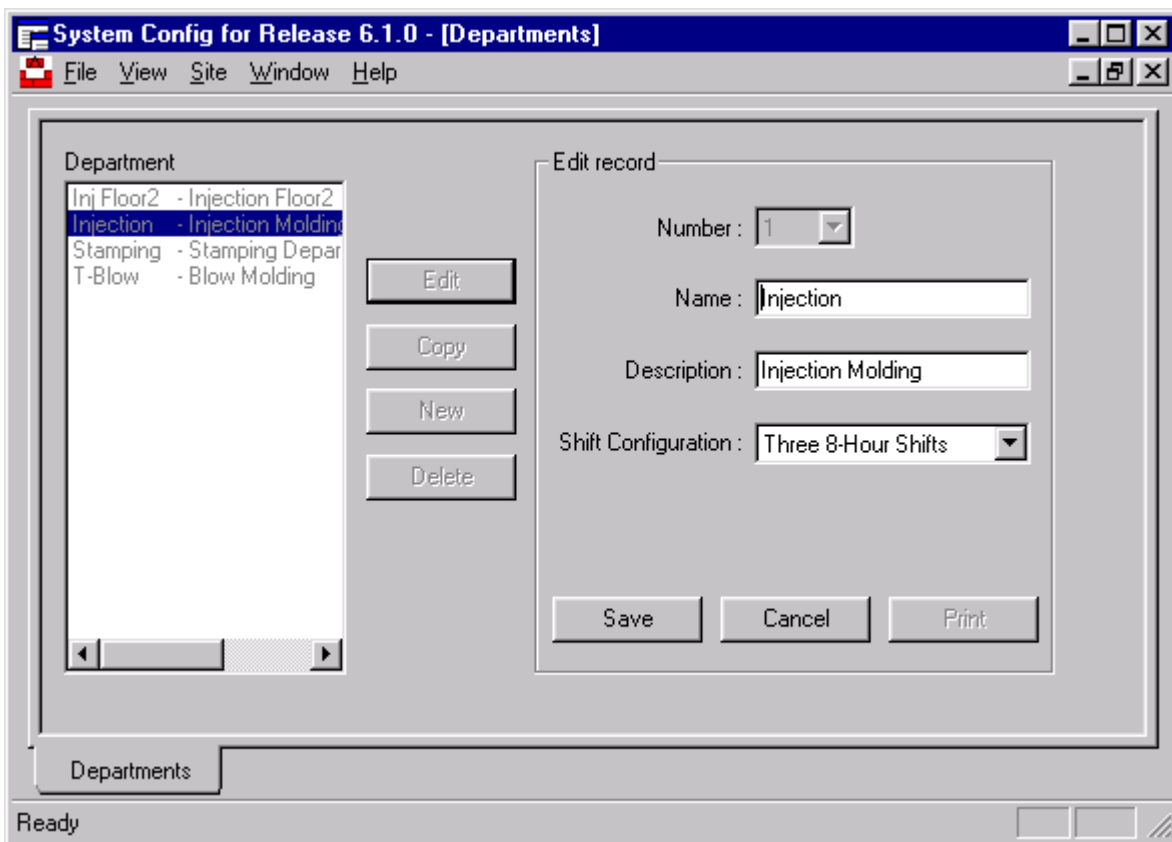 System Config for Release 6.1.0 - [Departments]
File View Site Window Help
Department
Inj Floor2 - Injection Floor2
Injection - Injection Molding
Stamping - Stamping Depar
T-Blow - Blow Molding
Edit
Copy
New
Delete
Edit record
Number : 1
Name : Injection
Description : Injection Molding
Shift Configuration : Three 8-Hour Shifts
Save Cancel Print
Departments
Ready